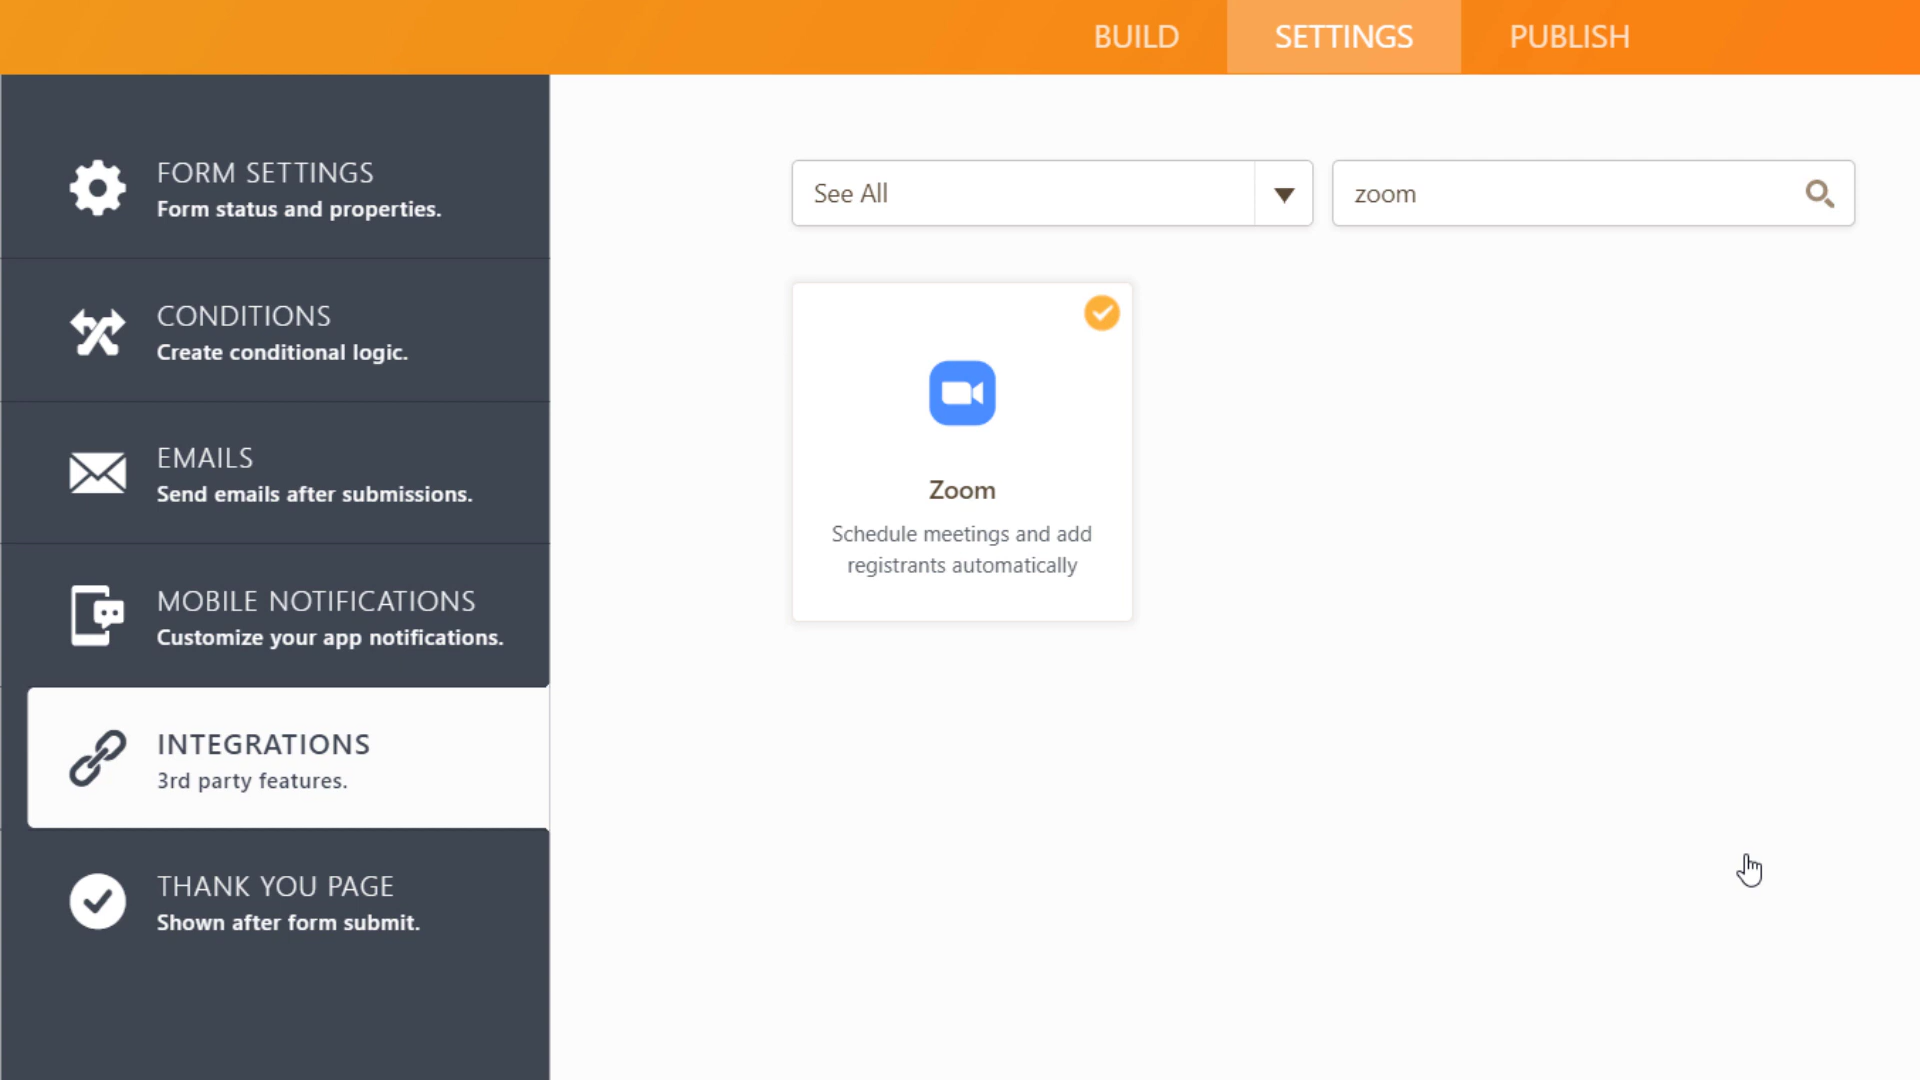 BUILD
SETTINGS
PUBLISH
FORM SETTINGS
Form status and properties.
CONDITIONS
Create conditional logic.
EMAILS
Send emails after submissions.
MOBILE NOTIFICATIONS
Customize your app notifications.
INTEGRATIONS
3rd party features.
THANK YOU PAGE
Shown after form submit.
See All
zoom
Zoom
Schedule meetings and add
registrants automatically